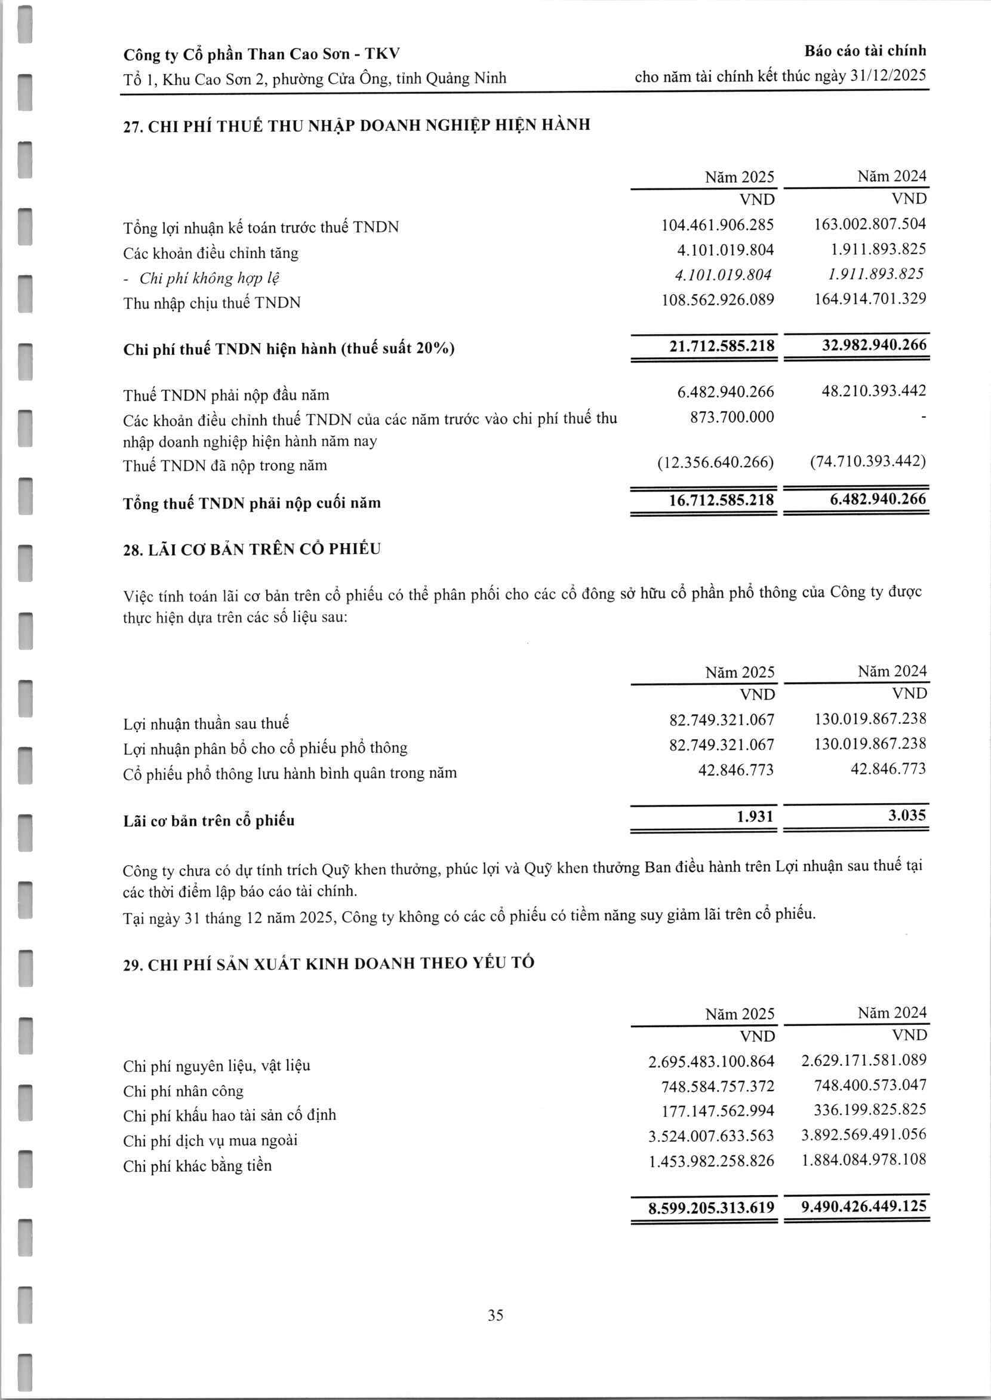 Công ty Cổ phần Than Cao Sơn - TKV
Báo cáo tài chính
Tổ 1, Khu Cao Sơn 2, phường Cửa Ông, tỉnh Quảng Ninh
cho năm tài chính kết thúc ngày 31/12/2025
27. CHI PHÍ THUẾ THU NHẬP DOANH NGHIỆP HIỆN HÀNH
Năm 2025 Năm 2024
VND VND
Tổng lợi nhuận kế toán trước thuế TNDN 104.461.906.285 163.002.807.504
Các khoản điều chỉnh tăng 4.101.019.804 1.911.893.825
- Chi phí không hợp lệ 4.101.019.804 1.911.893.825
Thu nhập chịu thuế TNDN 108.562.926.089 164.914.701.329
Chi phí thuế TNDN hiện hành (thuế suất 20%) 21.712.585.218 32.982.940.266
Thuế TNDN phải nộp đầu năm 6.482.940.266 48.210.393.442
Các khoản điều chỉnh thuế TNDN của các năm trước vào chi phí thuế thu 873.700.000 -
nhập doanh nghiệp hiện hành năm nay
Thuế TNDN đã nộp trong năm (12.356.640.266) (74.710.393.442)
Tổng thuế TNDN phải nộp cuối năm 16.712.585.218 6.482.940.266
28. LÃI CƠ BẢN TRÊN CỔ PHIẾU
Việc tính toán lãi cơ bản trên cổ phiếu có thể phân phối cho các cổ đông sở hữu cổ phần phổ thông của Công ty được
thực hiện dựa trên các số liệu sau:
Năm 2025 Năm 2024
VND VND
Lợi nhuận thuần sau thuế 82.749.321.067 130.019.867.238
Lợi nhuận phân bổ cho cổ phiếu phổ thông 82.749.321.067 130.019.867.238
Cổ phiếu phổ thông lưu hành bình quân trong năm 42.846.773 42.846.773
Lãi cơ bản trên cổ phiếu 1.931 3.035
Công ty chưa có dự tính trích Quỹ khen thưởng, phúc lợi và Quỹ khen thưởng Ban điều hành trên Lợi nhuận sau thuế tại
các thời điểm lập báo cáo tài chính.
Tại ngày 31 tháng 12 năm 2025, Công ty không có các cổ phiếu có tiềm năng suy giảm lãi trên cổ phiếu.
29. CHI PHÍ SẢN XUẤT KINH DOANH THEO YẾU TỐ
Năm 2025 Năm 2024
VND VND
Chi phí nguyên liệu, vật liệu 2.695.483.100.864 2.629.171.581.089
Chi phí nhân công 748.584.757.372 748.400.573.047
Chi phí khấu hao tài sản cố định 177.147.562.994 336.199.825.825
Chi phí dịch vụ mua ngoài 3.524.007.633.563 3.892.569.491.056
Chi phí khác bằng tiền 1.453.982.258.826 1.884.084.978.108
8.599.205.313.619 9.490.426.449.125
35